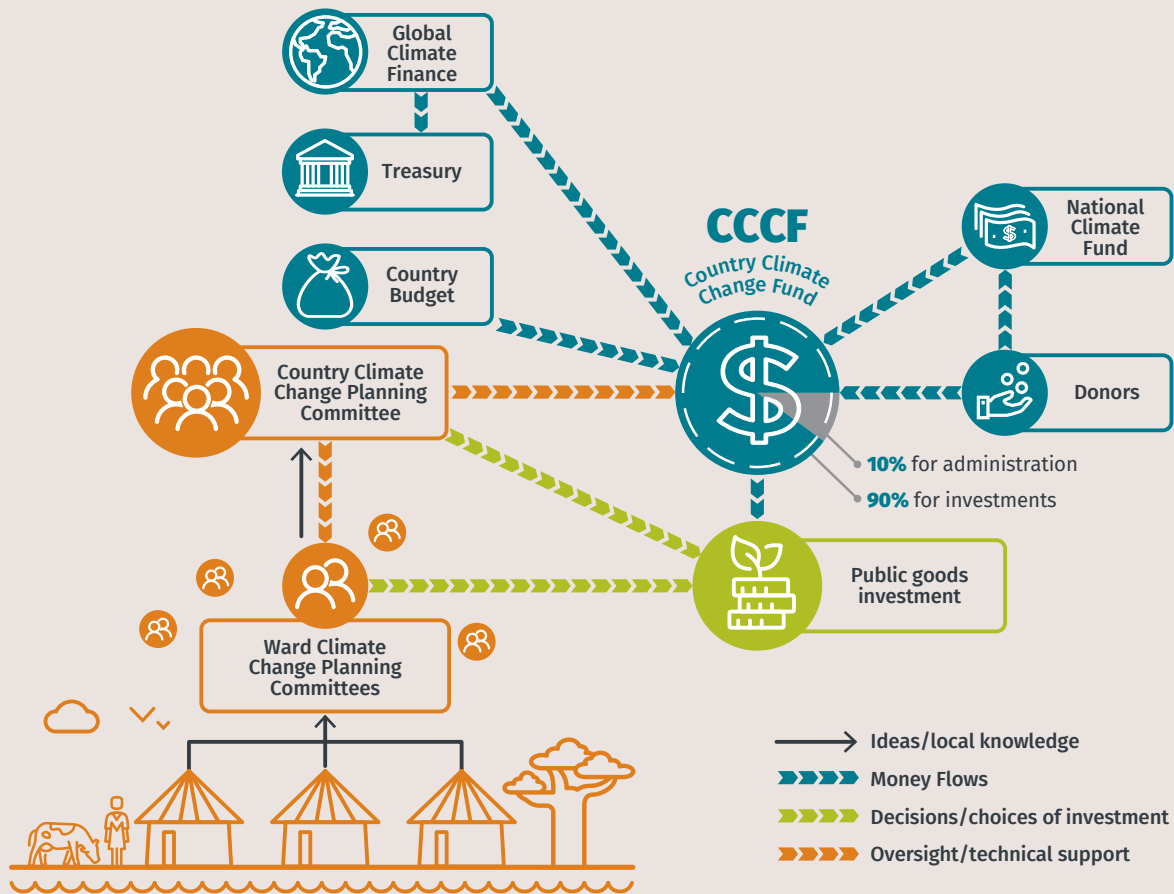 Global
Climate
Finance
Treasury
Country
Budget
CCCF
Country Climate
Change Fund
National
Climate
Fund
$
Donors
$
Country Climate
Change Planning
Committee
10% for administration
90% for investments
Public goods
investment
Ward Climate
Change Planning
Committees
Ideas/local knowledge
Money Flows
Decisions/choices of investment
Oversight/technical support